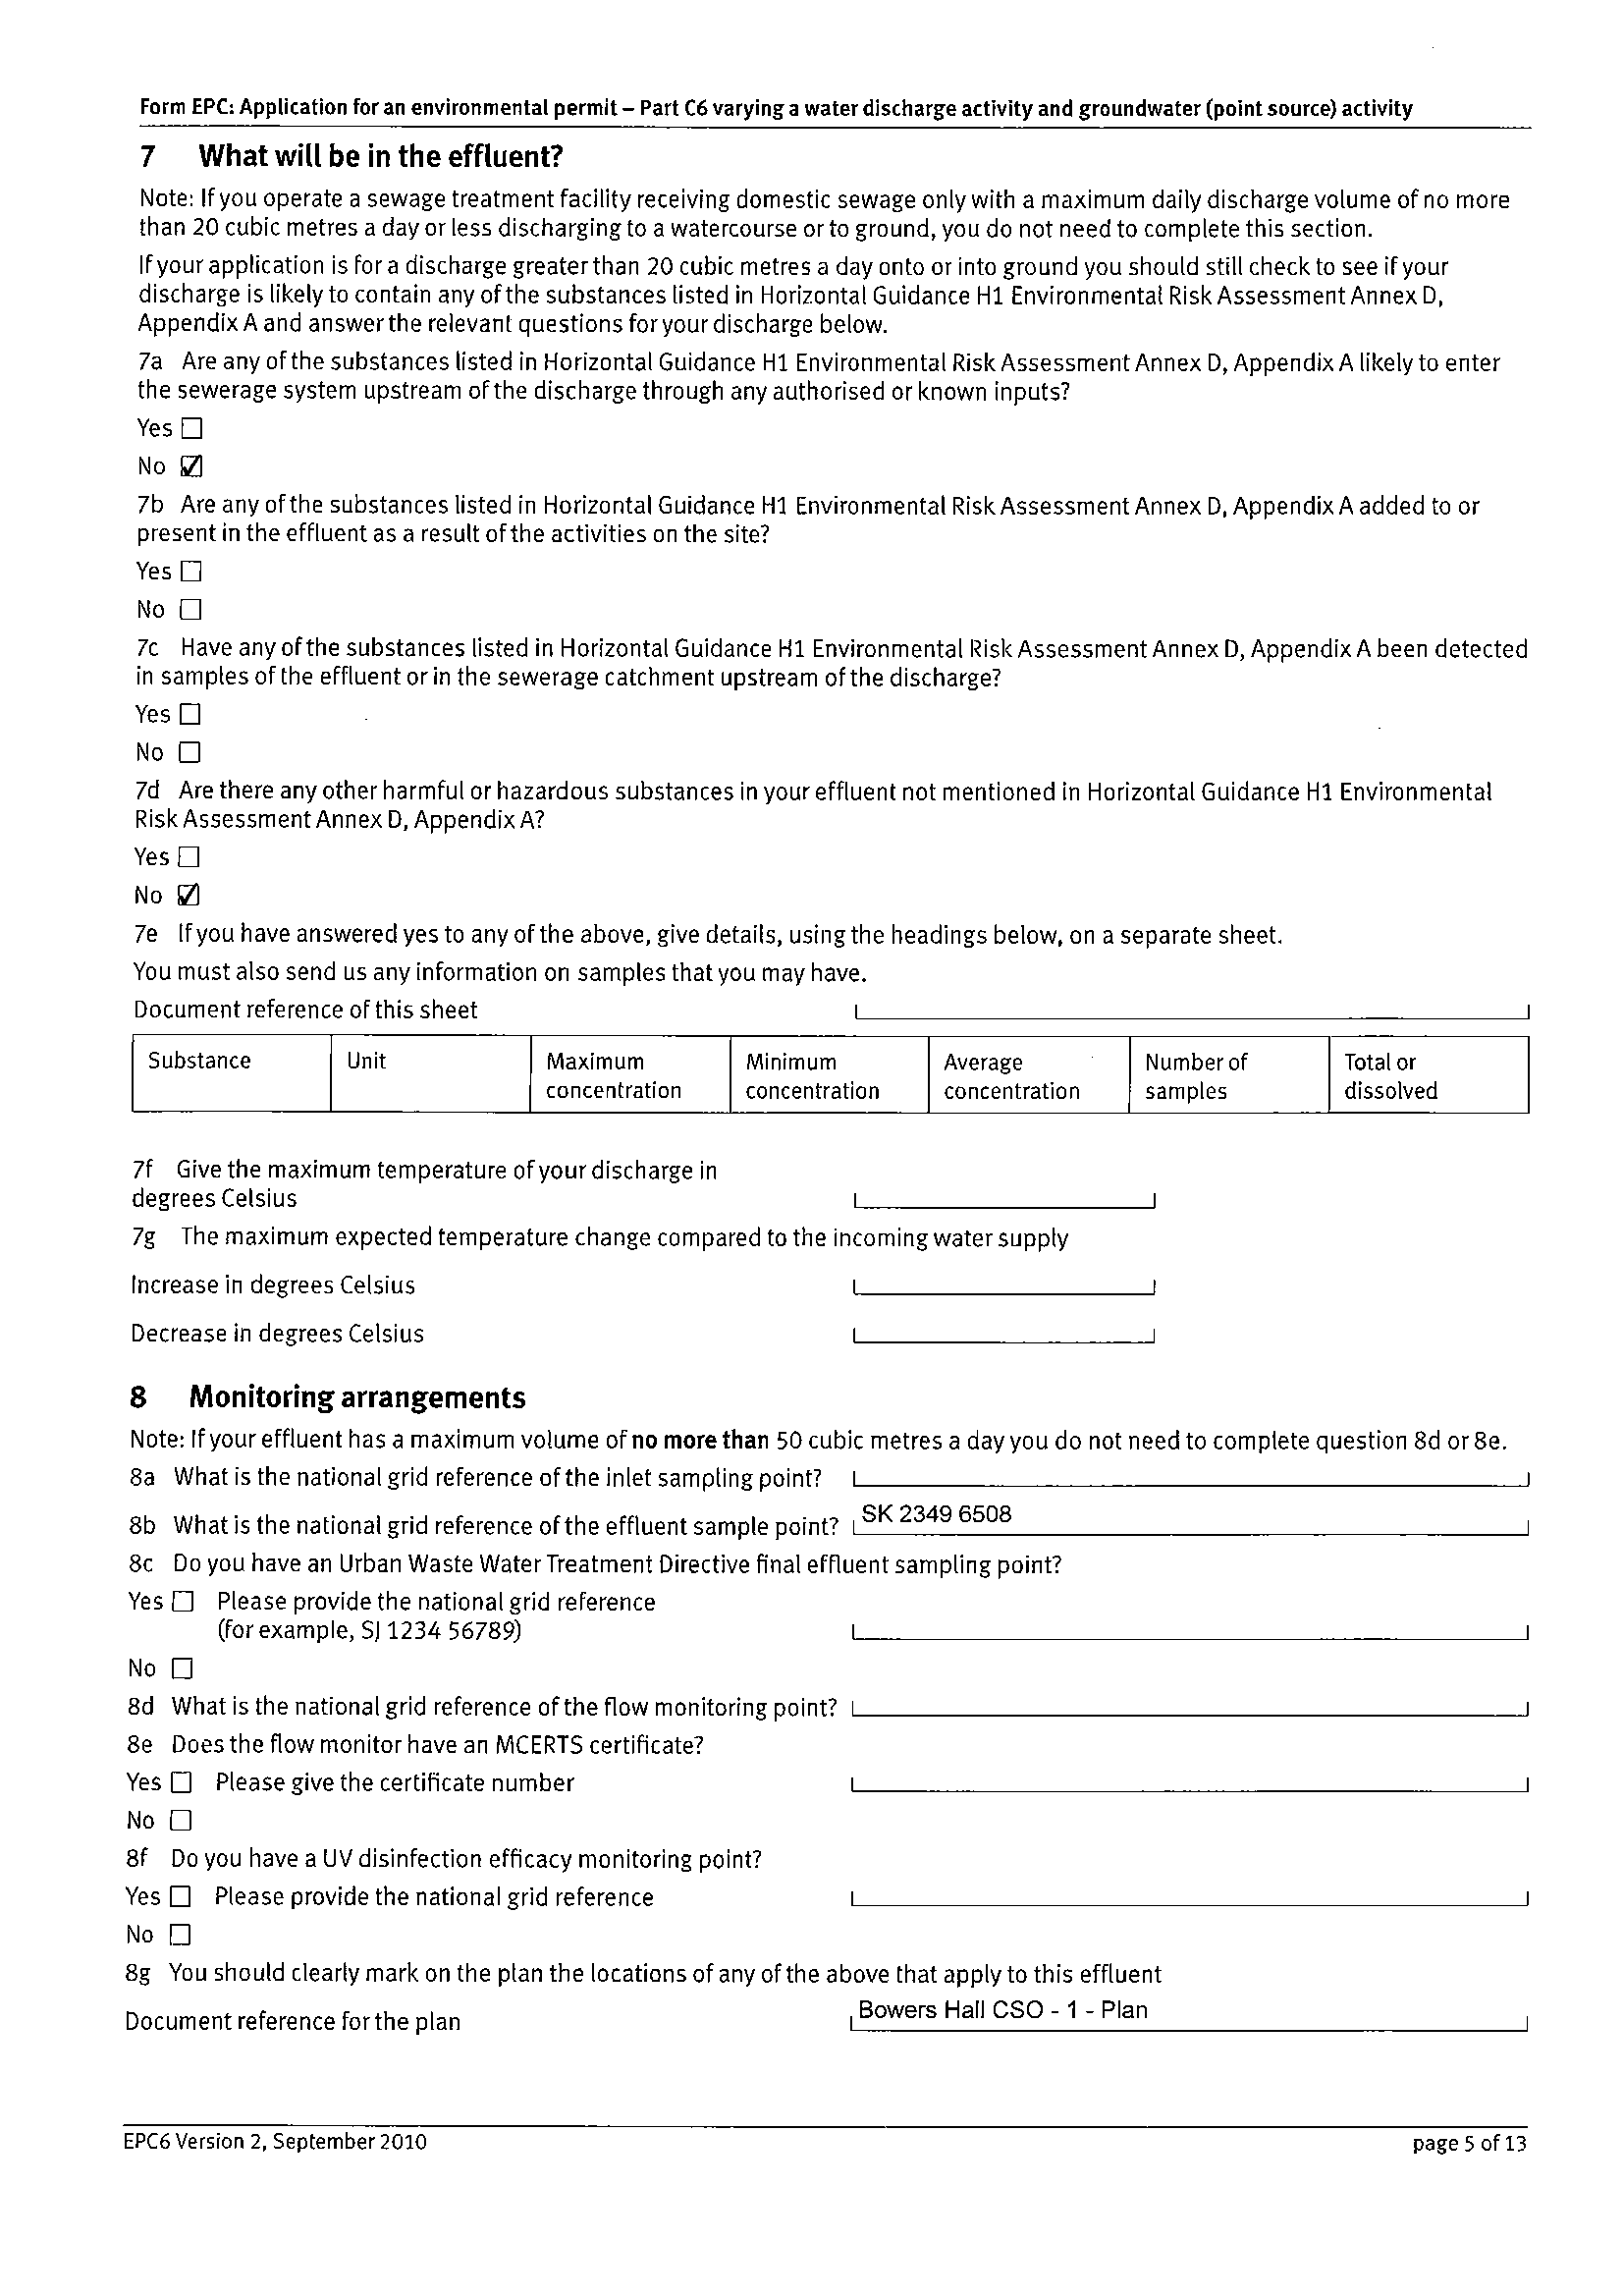 Form EPC: Application for an environmental permit – Part C6 varying a water discharge activity and groundwater (point source) activity
7 What will be in the effluent?
Note: If you operate a sewage treatment facility receiving domestic sewage only with a maximum daily discharge volume of no more
than 20 cubic metres a day or less discharging to a watercourse or to ground, you do not need to complete this section.
If your application is for a discharge greater than 20 cubic metres a day onto or into ground you should still check to see if your
discharge is likely to contain any of the substances listed in Horizontal Guidance H1 Environmental Risk Assessment Annex D,
Appendix A and answer the relevant questions for your discharge below.
7a Are any of the substances listed in Horizontal Guidance H1 Environmental Risk Assessment Annex D, Appendix A likely to enter
the sewerage system upstream of the discharge through any authorised or known inputs?
Yes ☐
No ☑
7b Are any of the substances listed in Horizontal Guidance H1 Environmental Risk Assessment Annex D, Appendix A added to or
present in the effluent as a result of the activities on the site?
Yes ☐
No ☐
7c Have any of the substances listed in Horizontal Guidance H1 Environmental Risk Assessment Annex D, Appendix A been detected
in samples of the effluent or in the sewerage catchment upstream of the discharge?
Yes ☐
No ☐
7d Are there any other harmful or hazardous substances in your effluent not mentioned in Horizontal Guidance H1 Environmental
Risk Assessment Annex D, Appendix A?
Yes ☐
No ☑
7e If you have answered yes to any of the above, give details, using the headings below, on a separate sheet.
You must also send us any information on samples that you may have.
Document reference of this sheet
Substance Unit Maximum concentration Minimum concentration Average concentration Number of samples Total or dissolved
7f Give the maximum temperature of your discharge in
degrees Celsius
7g The maximum expected temperature change compared to the incoming water supply
Increase in degrees Celsius
Decrease in degrees Celsius
8 Monitoring arrangements
Note: If your effluent has a maximum volume of no more than 50 cubic metres a day you do not need to complete question 8d or 8e.
8a What is the national grid reference of the inlet sampling point?
8b What is the national grid reference of the effluent sample point? SK 2349 6508
8c Do you have an Urban Waste Water Treatment Directive final effluent sampling point?
Yes ☐ Please provide the national grid reference
(for example, SJ 1234 56789)
No ☐
8d What is the national grid reference of the flow monitoring point?
8e Does the flow monitor have an MCERTS certificate?
Yes ☐ Please give the certificate number
No ☐
8f Do you have a UV disinfection efficacy monitoring point?
Yes ☐ Please provide the national grid reference
No ☐
8g You should clearly mark on the plan the locations of any of the above that apply to this effluent
Document reference for the plan Bowers Hall CSO - 1 - Plan
EPC6 Version 2, September 2010 page 5 of 13